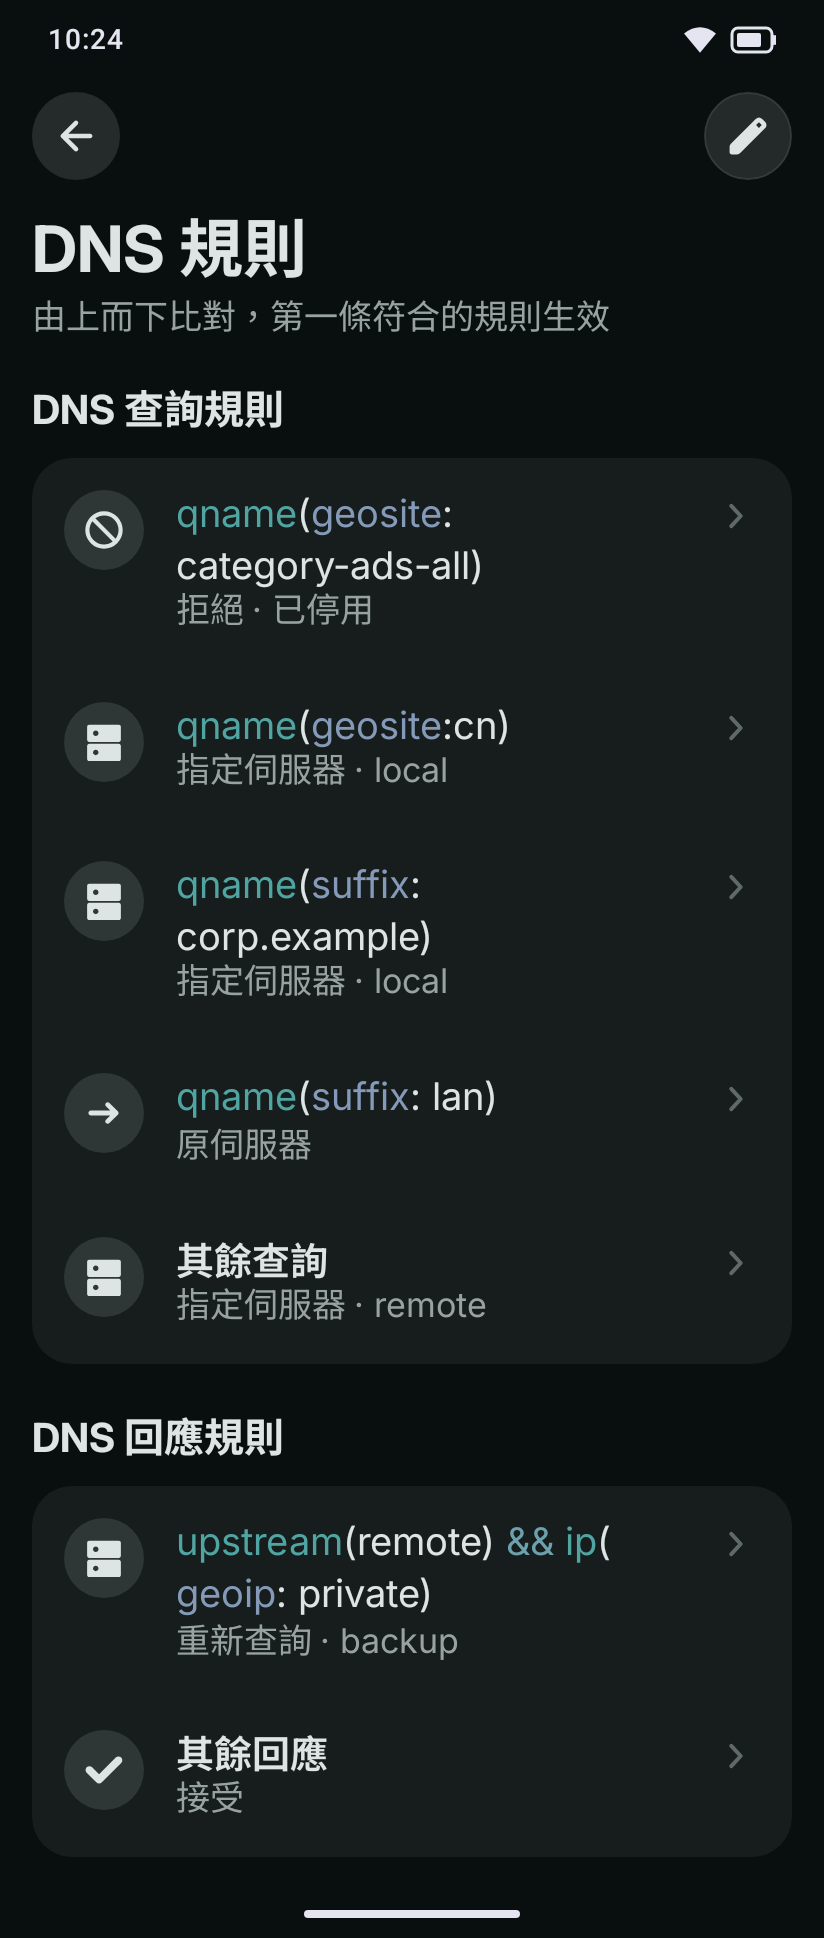 10:24
DNS 規則
由上而下比對，第一條符合的規則生效
DNS 查詢規則
qname(geosite:
category-ads-all)
拒絕 · 已停用
qname(geosite:cn)
指定伺服器 · local
qname(suffix:
corp.example)
指定伺服器 · local
qname(suffix: lan)
原伺服器
其餘查詢
指定伺服器 · remote
DNS 回應規則
upstream(remote) && ip(
geoip: private)
重新查詢 · backup
其餘回應
接受